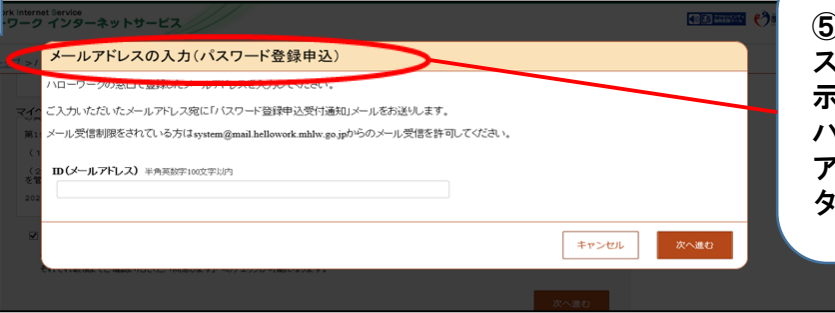 ork Internet Service
ーワーク インターネットサービス
メールアドレスの入力(パスワード登録申込)
ハローワークの窓口で登録したメールアドレスを入力してください。
ご入力いただいたメールアドレス宛に「パスワード登録申込受付通知」メールをお送りします。
メール受信制限をされている方はsystem@mail.hellowork.mhlw.go.jpからのメール受信を許可してください。
ID(メールアドレス) 半角英数字100文字以内
キャンセル
次へ進む
マイペ
第1
(1
(2
を管
202
次へ進む
⑤
ス
示
ハ
ア
タ